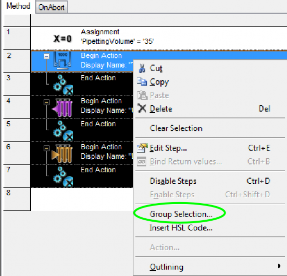 Method OnAbort
1
X=0
Assignment
'PipettingVolume' = "35"
2
Begin Action
Display Name:
3
End Action
4
Begin Action
Display Name:
5
End Action
6
Begin Action
Display Name:
7
End Action
8
Cut
Copy
Paste
Delete Del
Clear Selection
Edit Step... Ctrl+E
Bind Return values...
Disable Steps Ctrl+D
Enable Steps Ctrl+Shift+D
Group Selection...
Insert HSL Code...
Action...
Outlining